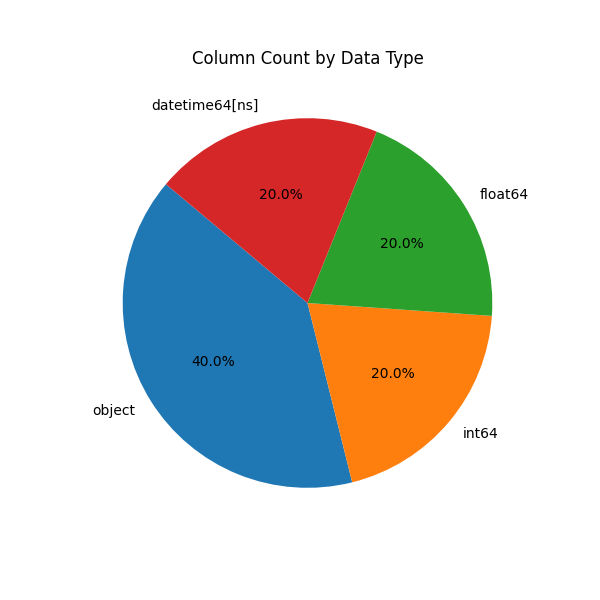 Column Count by Data Type
datetime64[ns]
20.0%
float64
20.0%
40.0%
20.0%
object
int64